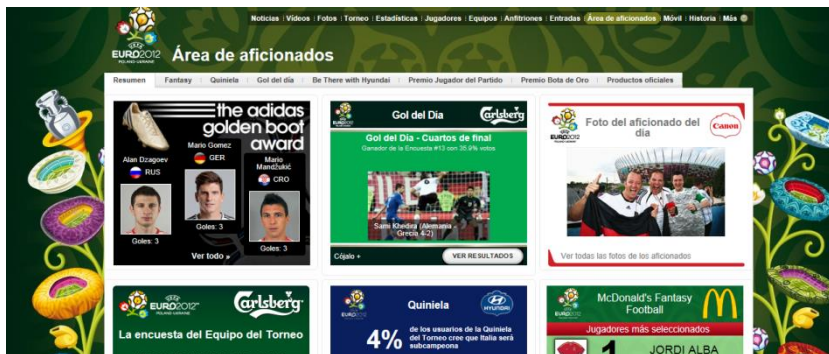 Noticias Vídeos Fotos Torneo Estadísticas Jugadores Equipos Anfitriones Entradas Área de aficionados Móvil Historia Más
UEFA
EURO2012
POLAND-UKRAINE
Área de aficionados
Resumen Fantasy Quiniela Gol del día Be There with Hyundai Premio Jugador del Partido Premio Bota de Oro Productos oficiales
the adidas
golden boot
award
Alan Dzagoev
RUS
Goles: 3
Mario Gomez
GER
Goles: 3
Mario
Mandžukić
CRO
Goles: 3
Ver todo »
Gol del Día
Carlsberg
Gol del Día - Cuartos de final
Ganador de la Encuesta #13 con 35.9% votos
Sami Khedira (Alemania -
Grecia 4-2)
Cójalo +
VER RESULTADOS
EURO2012
Foto del aficionado del
día
Canon
Ver todas las fotos de los aficionados
EURO2012
Carlsberg
La encuesta del Equipo del Torneo
Quiniela
HYUNDAI
4%
de los usuarios de la Quiniela
del Torneo cree que Italia será
subcampeona
McDonald's Fantasy
Football
Jugadores más seleccionados
1
JORDI ALBA